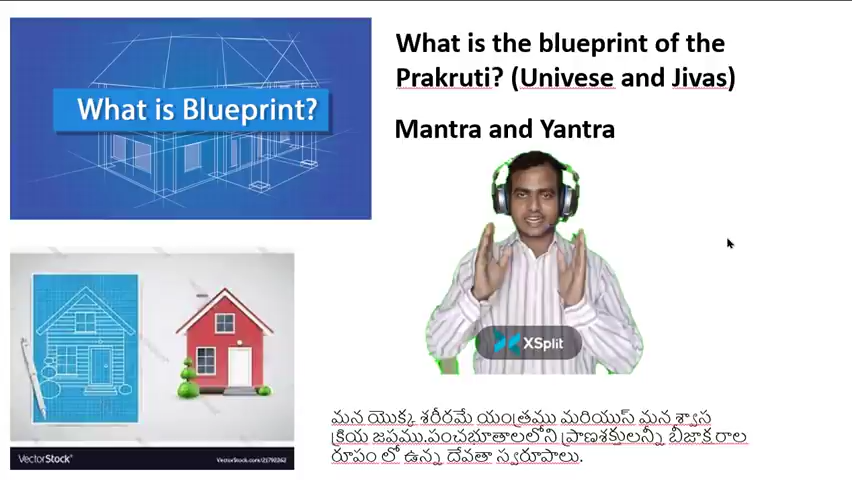 What is Blueprint?
What is the blueprint of the
Prakruti? (Univese and Jivas)
Mantra and Yantra
XSplit
VectorStock®
VectorStock.com/21792262
మన యొక్క శరీరమే యంత్రము మరియుస్ మన శ్వాస
క్రియ జపము.పంచభూతాలలోని ప్రాణశక్తులన్నీ బీజాక రాల
రూపం లో ఉన్న దేవతా స్వరూపాలు.